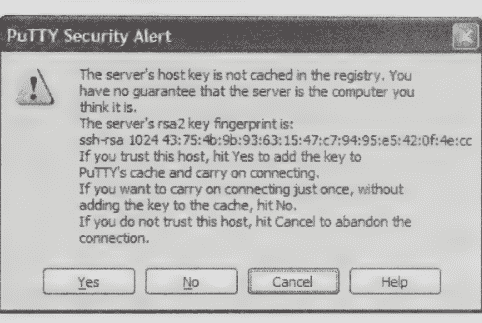 PuTTY Security Alert
The server's host key is not cached in the registry. You
have no guarantee that the server is the computer you
think it is.
The server's rsa2 key fingerprint is:
ssh-rsa 1024 43:75:4b:9b:93:63:15:47:c7:94:95:e5:42:0f:4e:cc
If you trust this host, hit Yes to add the key to
PuTTY's cache and carry on connecting.
If you want to carry on connecting just once, without
adding the key to the cache, hit No.
If you do not trust this host, hit Cancel to abandon the
connection.
Yes No Cancel Help